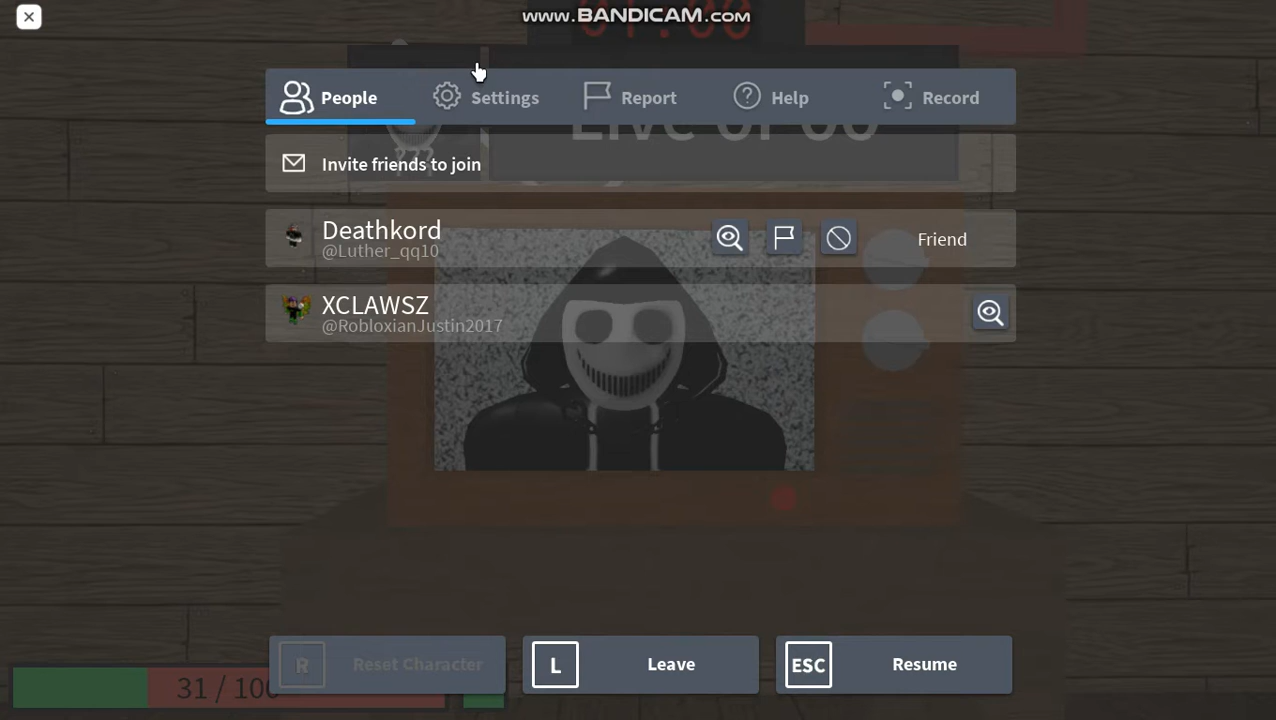 www.BANDICAM.com
People
Settings
Report
Help
Record
Invite friends to join
Deathkord
@Luther_qq10
Friend
XCLAWSZ
@RobloxianJustin2017
R
Reset Character
L
Leave
ESC
Resume
31 / 100